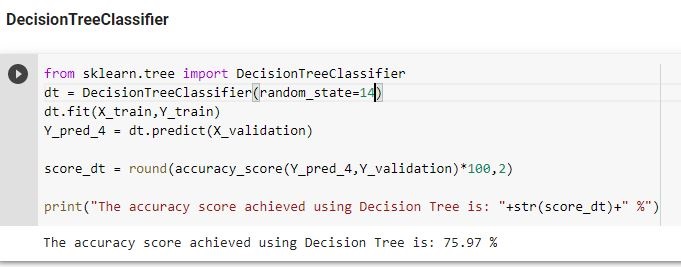 DecisionTreeClassifier
from sklearn.tree import DecisionTreeClassifier
dt = DecisionTreeClassifier(random_state=14)
dt.fit(X_train,Y_train)
Y_pred_4 = dt.predict(X_validation)
score_dt = round(accuracy_score(Y_pred_4,Y_validation)*100,2)
print("The accuracy score achieved using Decision Tree is: "+str(score_dt)+" %")
The accuracy score achieved using Decision Tree is: 75.97 %